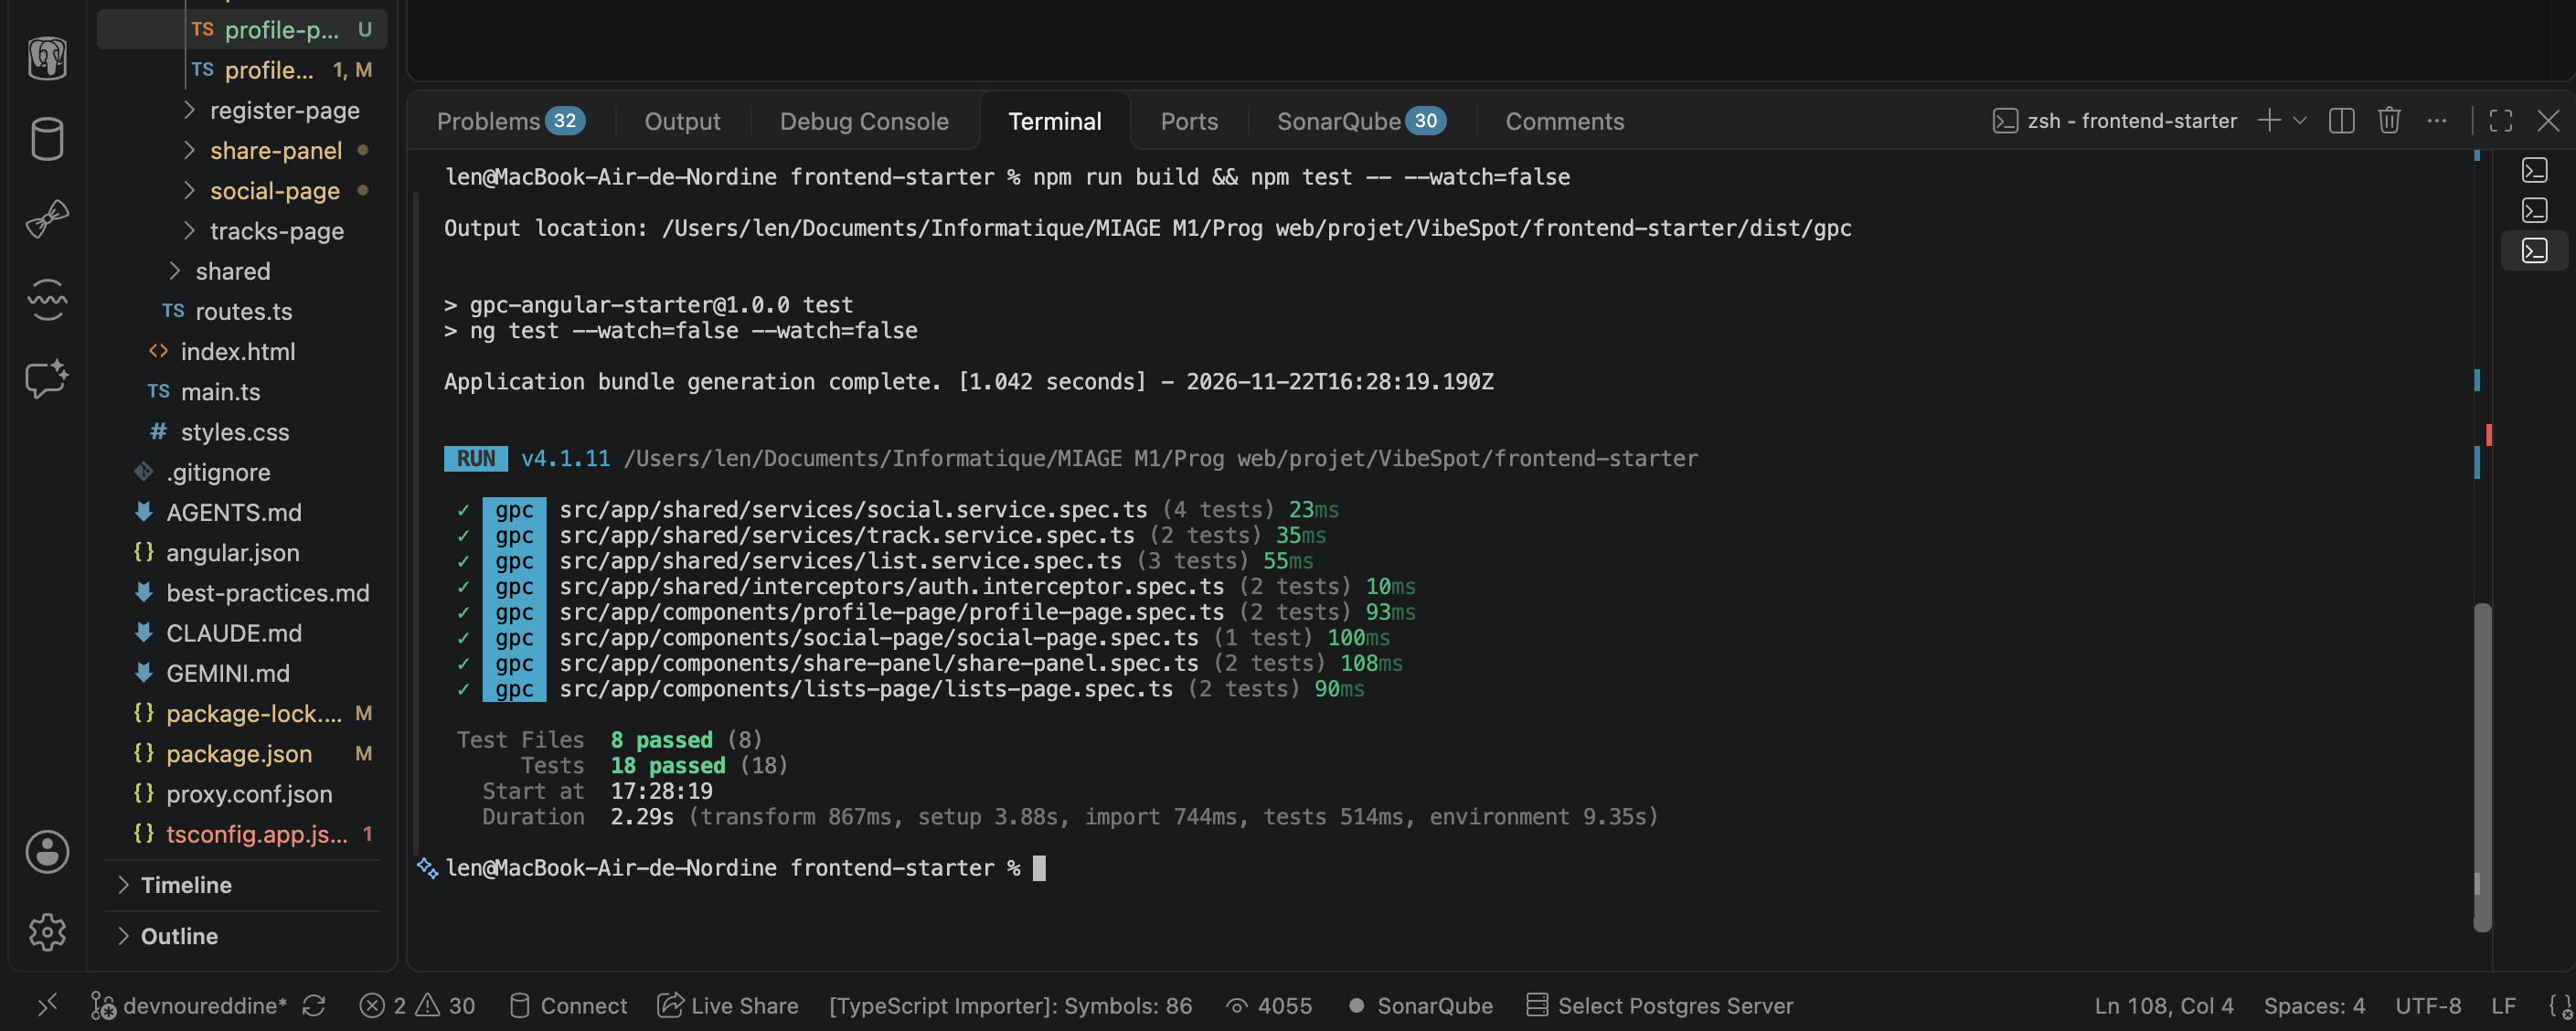 TS profile-p... U
TS profile... 1, M
register-page
share-panel
social-page
tracks-page
shared
TS routes.ts
<> index.html
TS main.ts
# styles.css
.gitignore
AGENTS.md
{} angular.json
best-practices.md
CLAUDE.md
GEMINI.md
{} package-lock.... M
{} package.json M
{} proxy.conf.json
{} tsconfig.app.js... 1
Timeline
Outline
Problems 32 Output Debug Console Terminal Ports SonarQube 30 Comments zsh - frontend-starter
len@MacBook-Air-de-Nordine frontend-starter % npm run build && npm test -- --watch=false
Output location: /Users/len/Documents/Informatique/MIAGE M1/Prog web/projet/VibeSpot/frontend-starter/dist/gpc
> gpc-angular-starter@1.0.0 test
> ng test --watch=false --watch=false
Application bundle generation complete. [1.042 seconds] - 2026-11-22T16:28:19.190Z
RUN v4.1.11 /Users/len/Documents/Informatique/MIAGE M1/Prog web/projet/VibeSpot/frontend-starter
✓ gpc src/app/shared/services/social.service.spec.ts (4 tests) 23ms
✓ gpc src/app/shared/services/track.service.spec.ts (2 tests) 35ms
✓ gpc src/app/shared/services/list.service.spec.ts (3 tests) 55ms
✓ gpc src/app/shared/interceptors/auth.interceptor.spec.ts (2 tests) 10ms
✓ gpc src/app/components/profile-page/profile-page.spec.ts (2 tests) 93ms
✓ gpc src/app/components/social-page/social-page.spec.ts (1 test) 100ms
✓ gpc src/app/components/share-panel/share-panel.spec.ts (2 tests) 108ms
✓ gpc src/app/components/lists-page/lists-page.spec.ts (2 tests) 90ms
Test Files 8 passed (8)
Tests 18 passed (18)
Start at 17:28:19
Duration 2.29s (transform 867ms, setup 3.88s, import 744ms, tests 514ms, environment 9.35s)
len@MacBook-Air-de-Nordine frontend-starter %
devnoureddine* 2 30 Connect Live Share [TypeScript Importer]: Symbols: 86 4055 SonarQube Select Postgres Server Ln 108, Col 4 Spaces: 4 UTF-8 LF {}